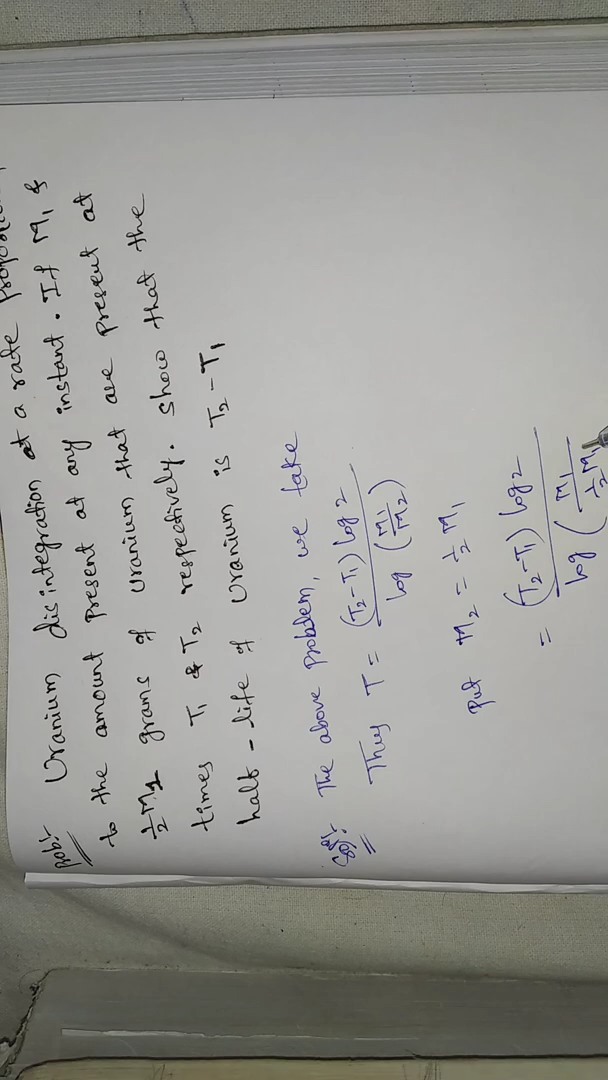 Prob:- Uranium disintegration at a rate
to the amount present at any instant. If M₁ &
½M₁ grams of uranium that are present at
times T₁ & T₂ respectively. Show that the
half-life of uranium is T₂-T₁
Sol:- The above problem, we take
Thus T = (T₂-T₁) log 2 / log (M₁/M₂)
put M₂ = ½ M₁
= (T₂-T₁) log 2 / log (M₁ / ½M₁